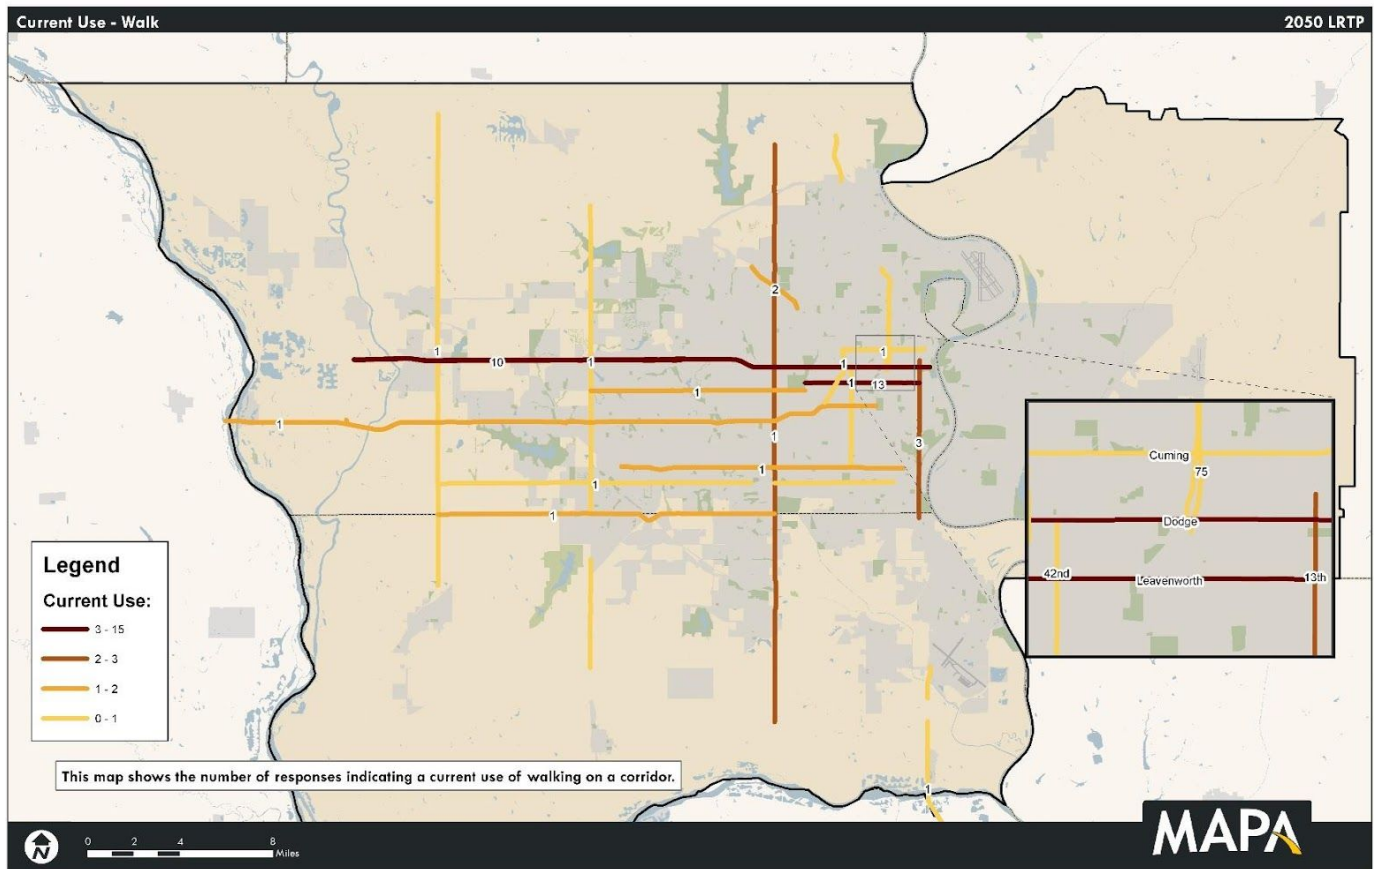 Current Use - Walk
2050 LRTP
2
1
10
1
1
1
1
13
1
1
1
3
1
1
1
Cuming
75
Dodge
42nd
Leavenworth
13th
Legend
Current Use:
3 - 15
2 - 3
1 - 2
0 - 1
This map shows the number of responses indicating a current use of walking on a corridor.
1
N
0 2 4 8
Miles
MAPA